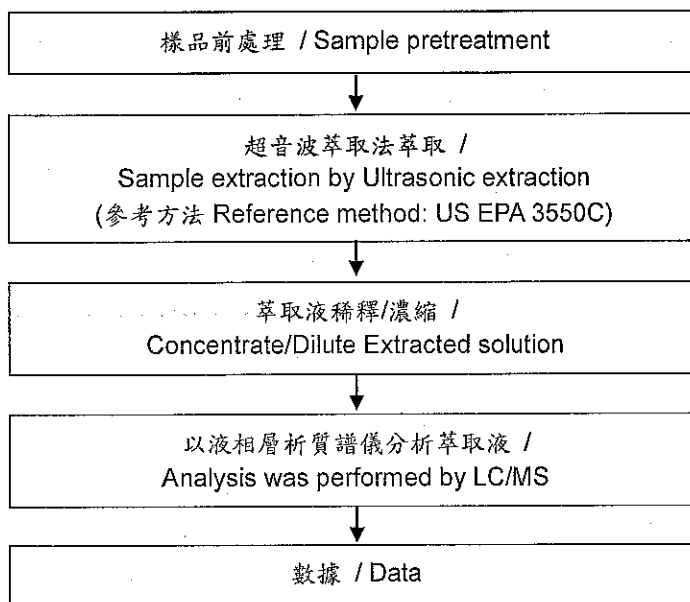 樣品前處理 / Sample pretreatment
超音波萃取法萃取 /
Sample extraction by Ultrasonic extraction
(參考方法 Reference method: US EPA 3550C)
萃取液稀釋/濃縮 /
Concentrate/Dilute Extracted solution
以液相層析質譜儀分析萃取液 /
Analysis was performed by LC/MS
數據 / Data